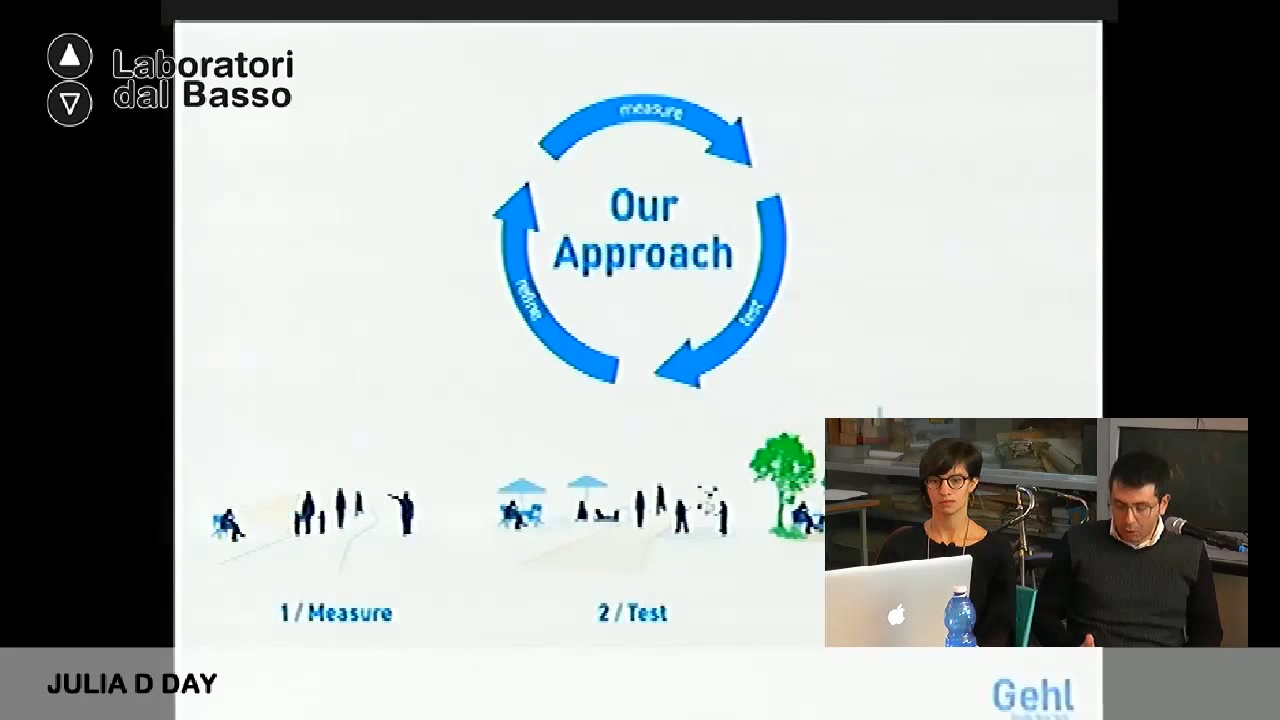 Laboratori
dal Basso
measure
Our
Approach
refine
test
1 / Measure
2 / Test
JULIA D DAY
Gehl